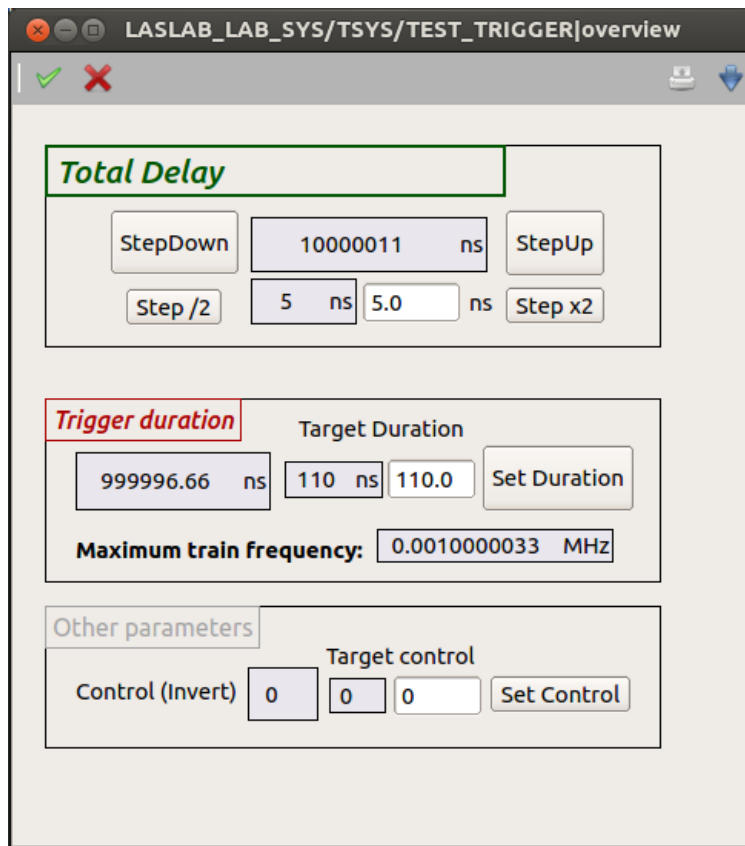 LASLAB_LAB_SYS/TSYS/TEST_TRIGGER|overview
Total Delay
StepDown 10000011 ns StepUp
Step /2 5 ns 5.0 ns Step x2
Trigger duration
Target Duration
999996.66 ns 110 ns 110.0 Set Duration
Maximum train frequency: 0.0010000033 MHz
Other parameters
Target control
Control (Invert) 0 0 0 Set Control